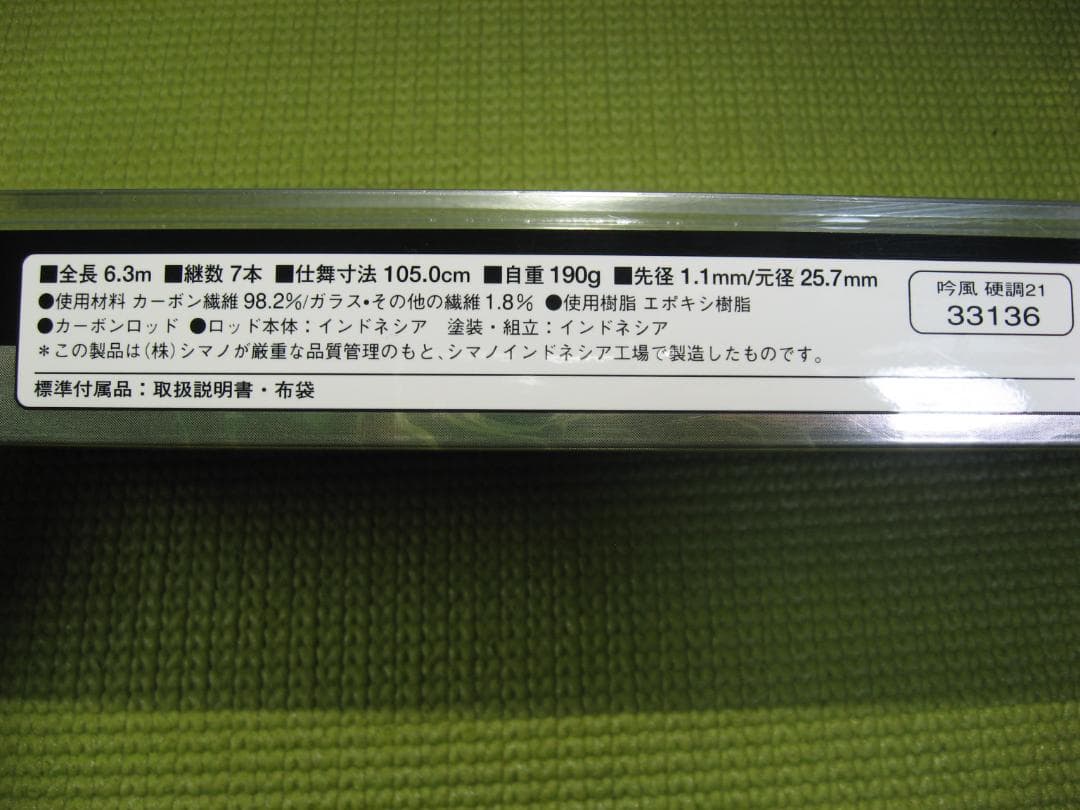 ■全長 6.3m ■継数 7本 ■仕舞寸法 105.0cm ■自重 190g ■先径 1.1mm/元径 25.7mm
●使用材料 カーボン繊維 98.2%/ガラス・その他の繊維 1.8% ●使用樹脂 エポキシ樹脂
●カーボンロッド ●ロッド本体：インドネシア 塗装・組立：インドネシア
＊この製品は(株)シマノが厳重な品質管理のもと、シマノインドネシア工場で製造したものです。
標準付属品：取扱説明書・布袋
吟風 硬調21
33136